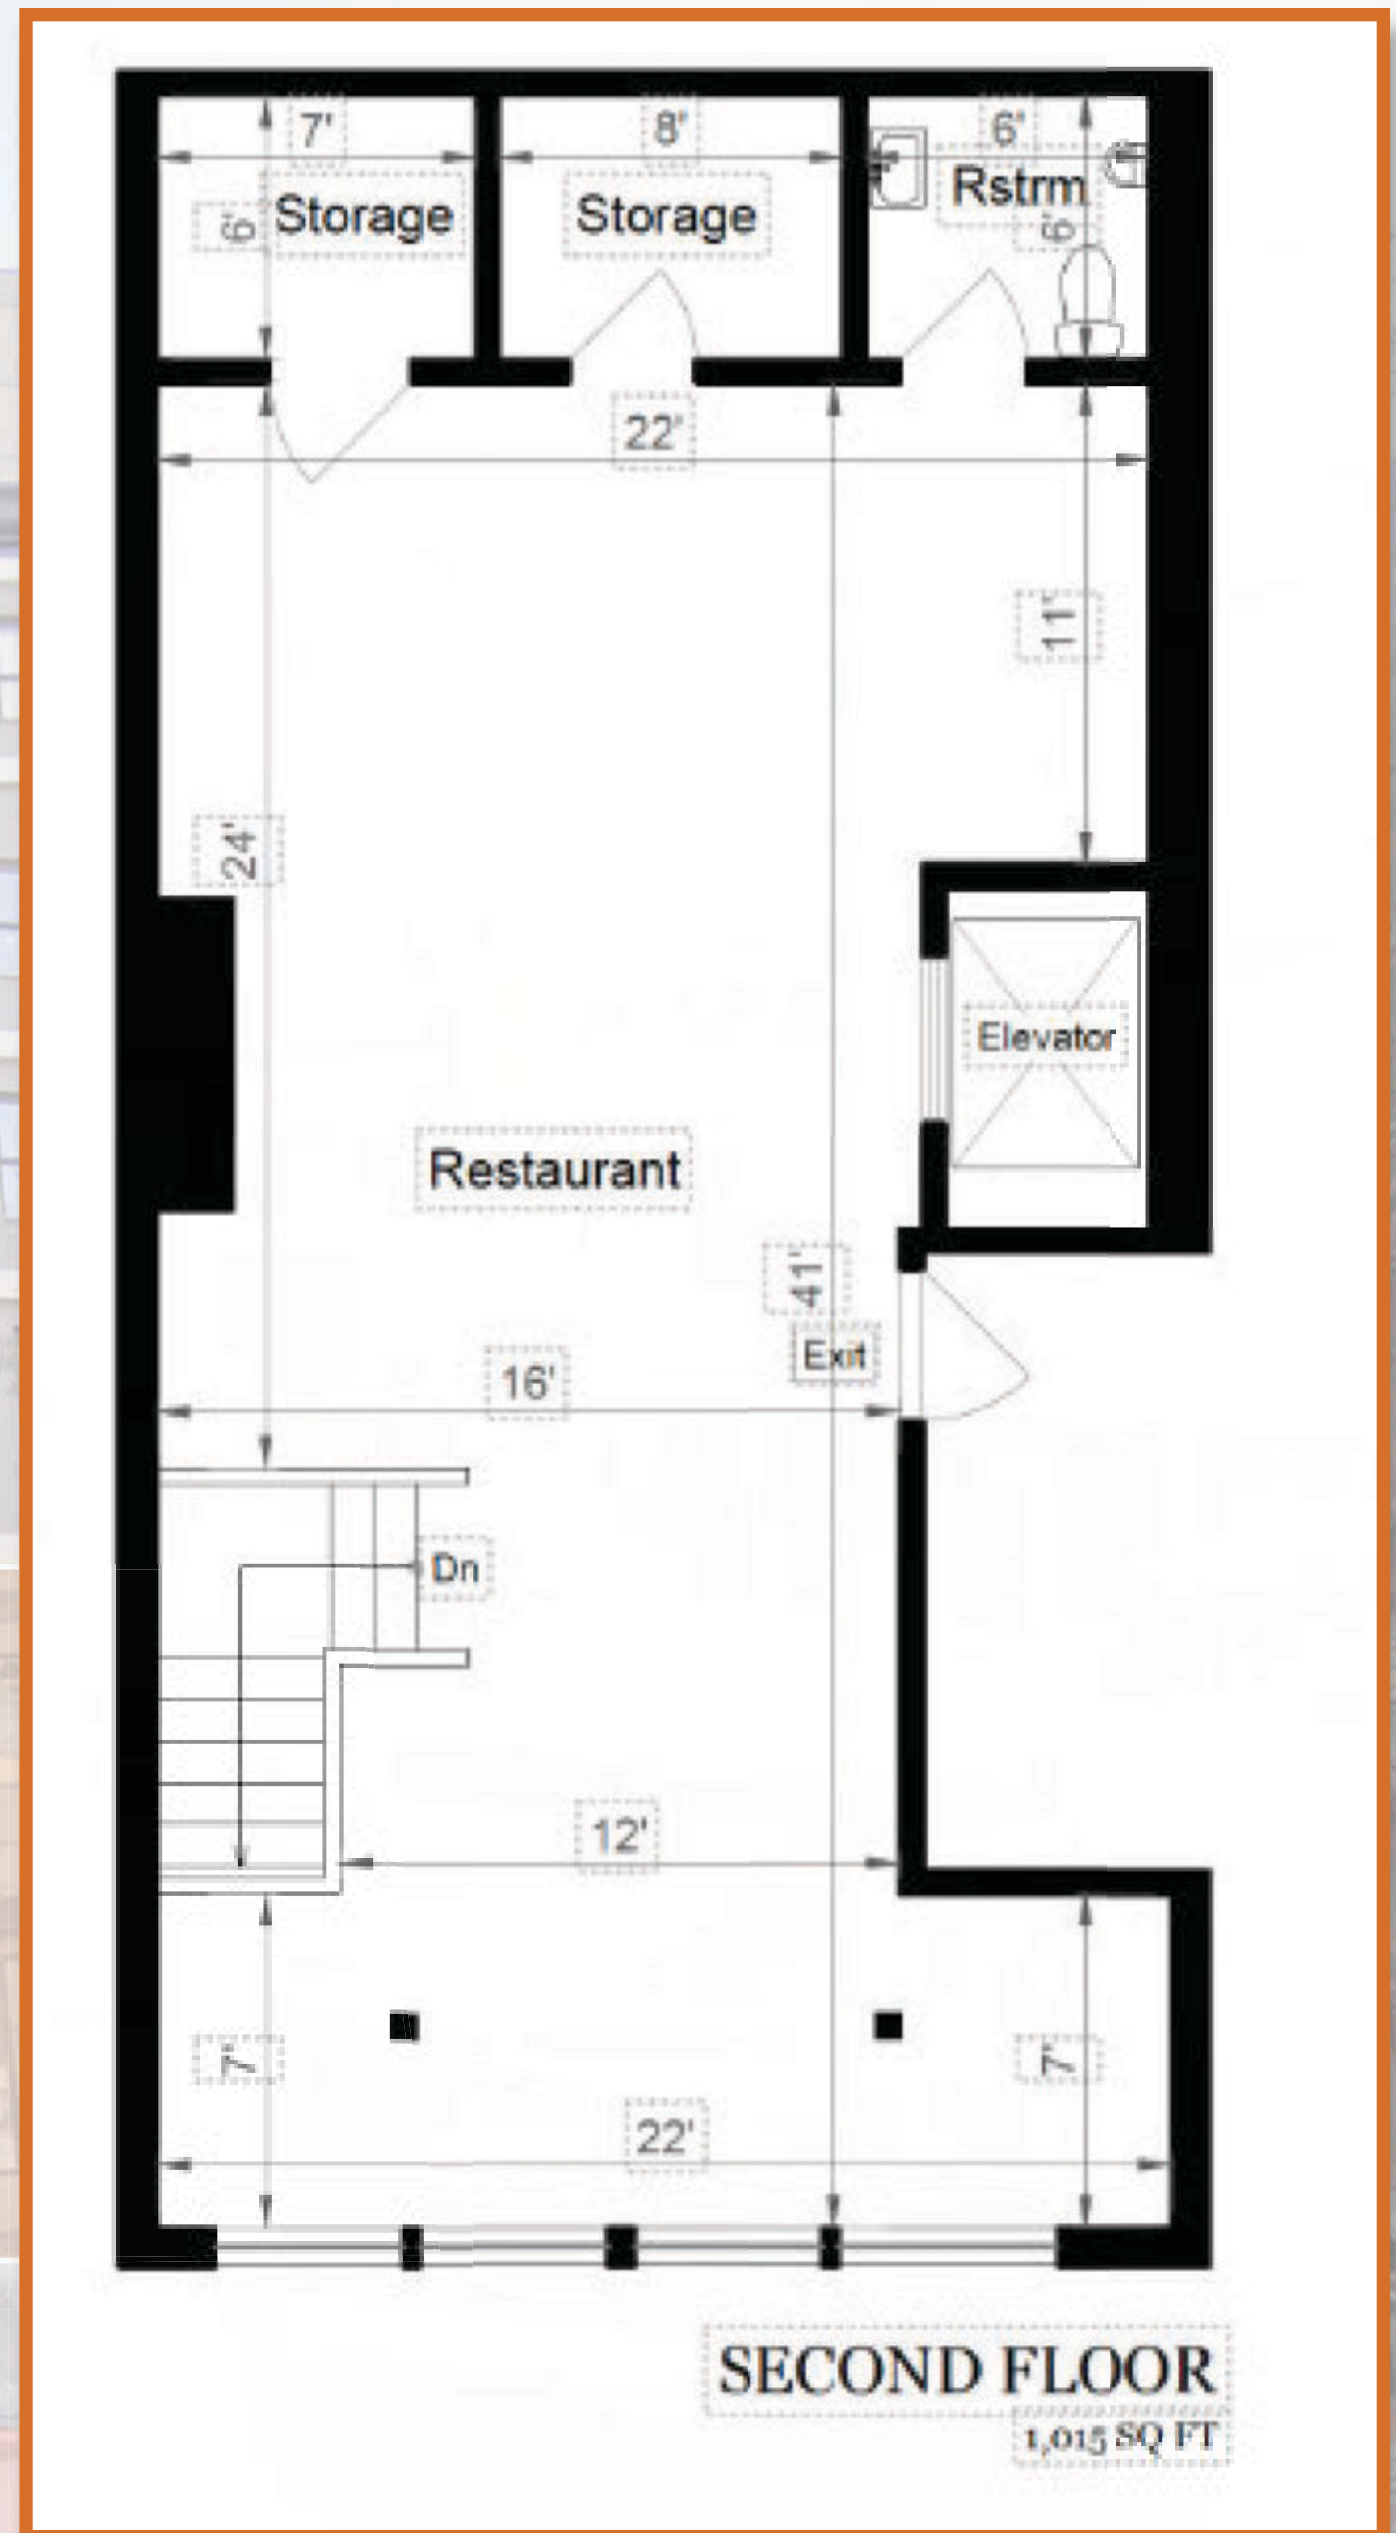 7'
8'
6'
Storage
Storage
Rstrm
6'
6'
22'
11'
24'
Elevator
Restaurant
41'
Exit
16'
Dn
12'
7'
7'
22'
SECOND FLOOR
1,015 SQ FT